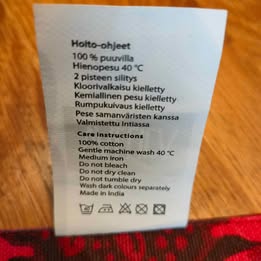 Hoito-ohjeet
100 % puuvilla
Hienopesu 40 °C
2 pisteen silitys
Kloorivalkaisu kielletty
Kemiallinen pesu kielletty
Rumpukuivaus kielletty
Pese samanväristen kanssa
Valmistettu Intiassa
Care instructions
100% cotton
Gentle machine wash 40 °C
Medium iron
Do not bleach
Do not dry clean
Do not tumble dry
Wash dark colours separately
Made in India